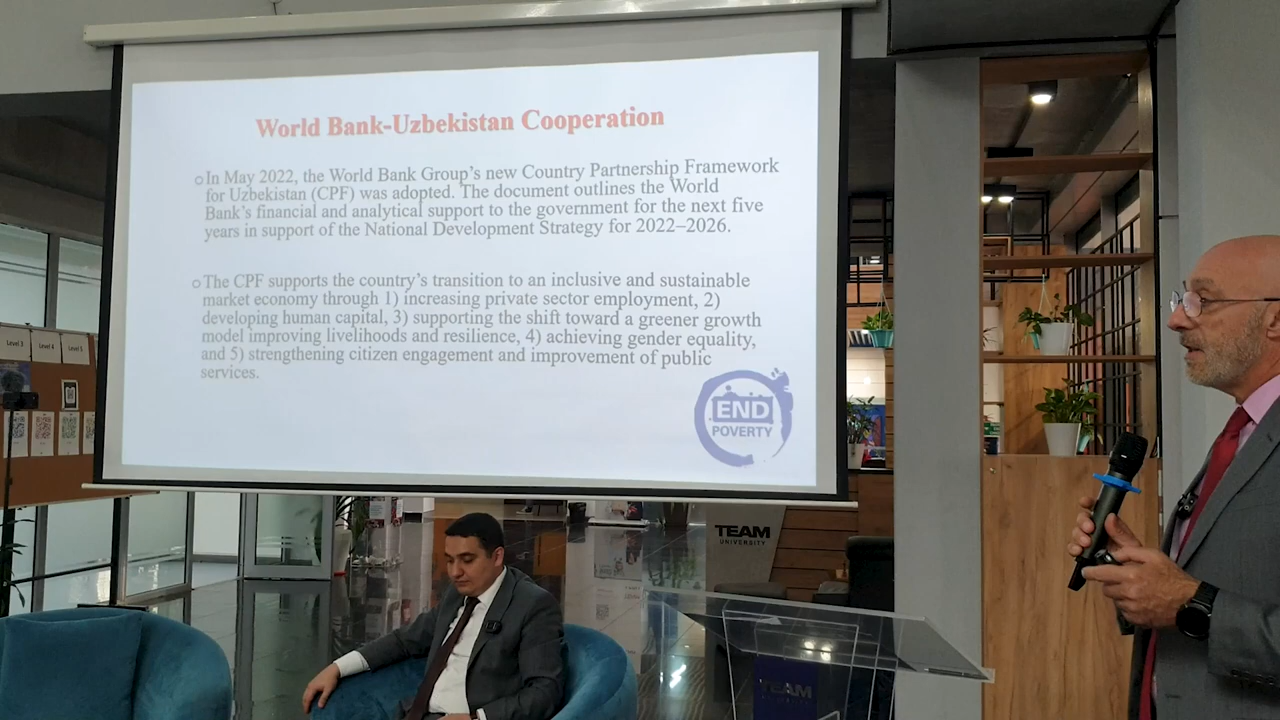 World Bank-Uzbekistan Cooperation
In May 2022, the World Bank Group's new Country Partnership Framework
for Uzbekistan (CPF) was adopted. The document outlines the World
Bank's financial and analytical support to the government for the next five
years in support of the National Development Strategy for 2022–2026.
The CPF supports the country's transition to an inclusive and sustainable
market economy through 1) increasing private sector employment, 2)
developing human capital, 3) supporting the shift toward a greener growth
model improving livelihoods and resilience, 4) achieving gender equality,
and 5) strengthening citizen engagement and improvement of public
services.
END
POVERTY
Level 3
Level 4
Level 5
TEAM
UNIVERSITY
TEAM